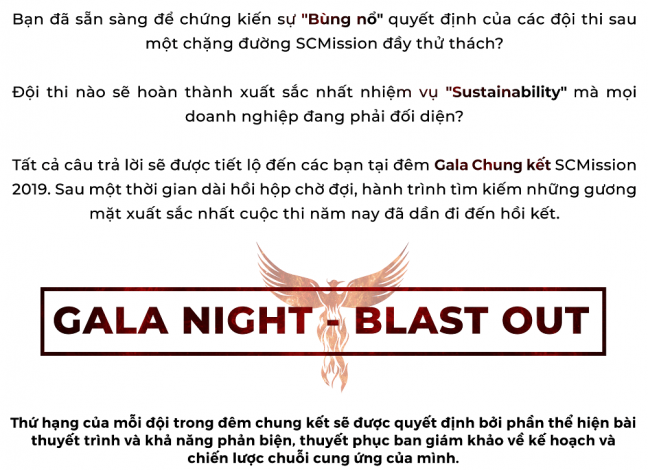 Bạn đã sẵn sàng để chứng kiến sự "Bùng nổ" quyết định của các đội thi sau
một chặng đường SCMission đầy thử thách?
Đội thi nào sẽ hoàn thành xuất sắc nhất nhiệm vụ "Sustainability" mà mọi
doanh nghiệp đang phải đối diện?
Tất cả câu trả lời sẽ được tiết lộ đến các bạn tại đêm Gala Chung kết SCMission
2019. Sau một thời gian dài hồi hộp chờ đợi, hành trình tìm kiếm những gương
mặt xuất sắc nhất cuộc thi năm nay đã dần đi đến hồi kết.
GALA NIGHT - BLAST OUT
Thứ hạng của mỗi đội trong đêm chung kết sẽ được quyết định bởi phần thể hiện bài
thuyết trình và khả năng phản biện, thuyết phục ban giám khảo về kế hoạch và
chiến lược chuỗi cung ứng của mình.